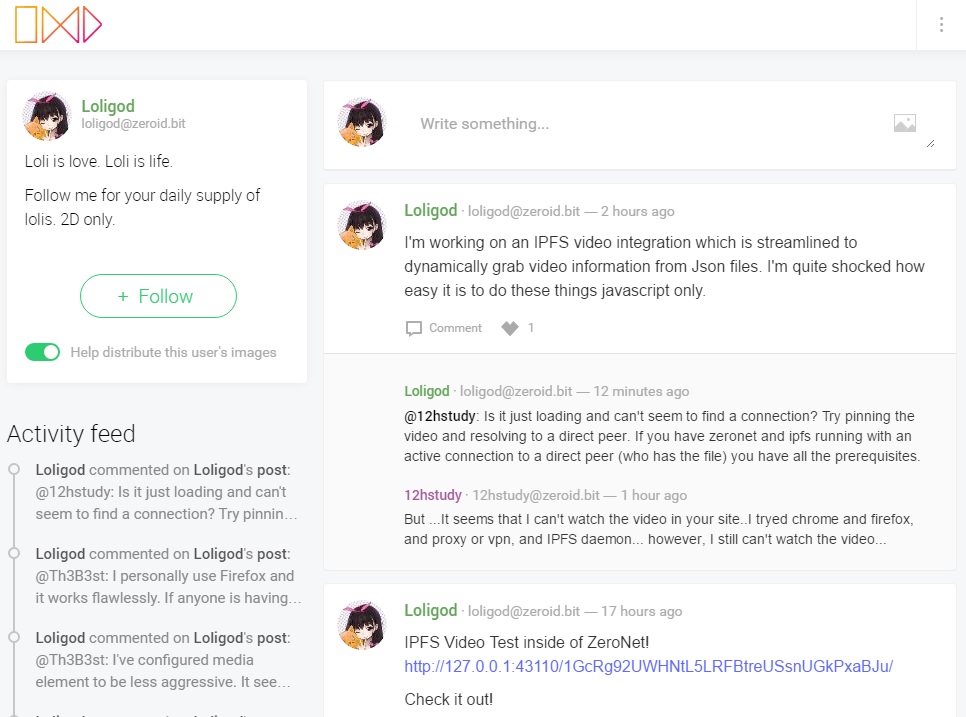 Loligod
loligod@zeroid.bit
Loli is love. Loli is life.
Follow me for your daily supply of
lolis. 2D only.
+ Follow
Help distribute this user's images
Activity feed
Loligod commented on Loligod's post:
@12hstudy: Is it just loading and can't
seem to find a connection? Try pinnin…
Loligod commented on Loligod's post:
@Th3B3st: I personally use Firefox and
it works flawlessly. If anyone is having…
Loligod commented on Loligod's post:
@Th3B3st: I've configured media
element to be less aggressive. It see…
Write something...
Loligod · loligod@zeroid.bit — 2 hours ago
I'm working on an IPFS video integration which is streamlined to
dynamically grab video information from Json files. I'm quite shocked how
easy it is to do these things javascript only.
Comment 1
Loligod · loligod@zeroid.bit — 12 minutes ago
@12hstudy: Is it just loading and can't seem to find a connection? Try pinning the
video and resolving to a direct peer. If you have zeronet and ipfs running with an
active connection to a direct peer (who has the file) you have all the prerequisites.
12hstudy · 12hstudy@zeroid.bit — 1 hour ago
But ...It seems that I can't watch the video in your site..I tryed chrome and firefox,
and proxy or vpn, and IPFS daemon... however, I still can't watch the video...
Loligod · loligod@zeroid.bit — 17 hours ago
IPFS Video Test inside of ZeroNet!
http://127.0.0.1:43110/1GcRg92UWHNtL5LRFBtreUSsnUGkPxaBJu/
Check it out!